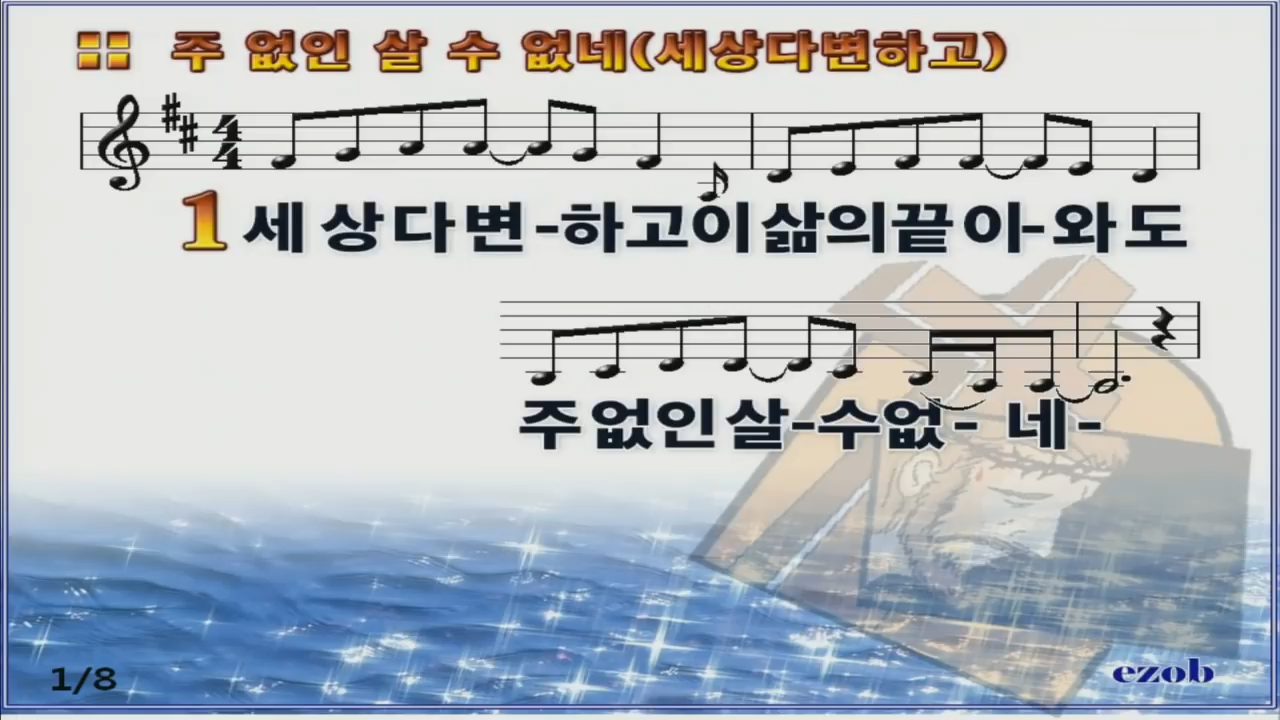 주 없인 살 수 없네(세상다변하고)
1 세상다변-하고이삶의끝이-와도
주없인살-수없- 네-
1/8
ezob